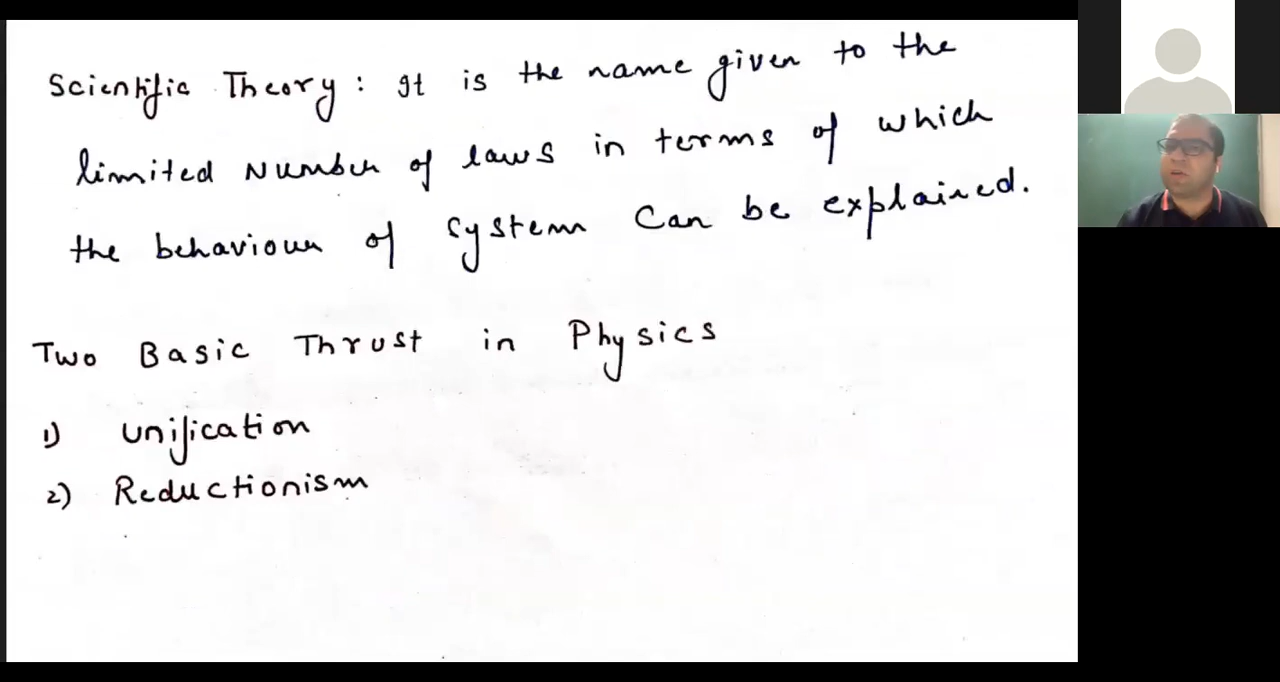 Scientific Theory: It is the name given to the
limited Number of laws in terms of which
the behaviour of system Can be explained.
Two Basic Thrust in Physics
1) Unification
2) Reductionism